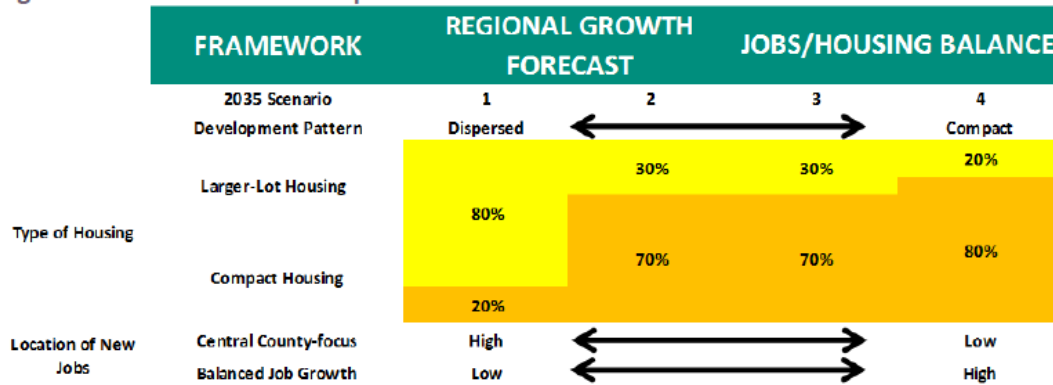 FRAMEWORK
REGIONAL GROWTH
FORECAST
JOBS/HOUSING BALANCE
2035 Scenario 1 2 3 4
Development Pattern Dispersed Compact
Larger-Lot Housing 80% 30% 30% 20%
Type of Housing
Compact Housing 20% 70% 70% 80%
Location of New
Jobs
Central County-focus High Low
Balanced Job Growth Low High